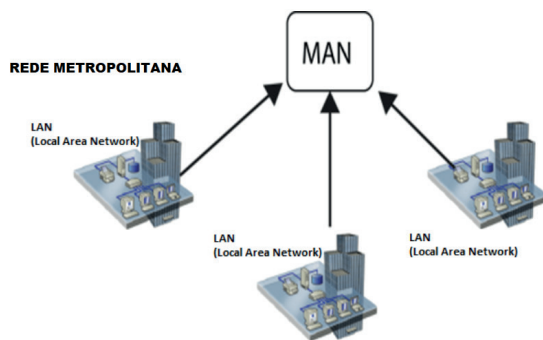 MAN
REDE METROPOLITANA
LAN
(Local Area Network)
LAN
(Local Area Network)
LAN
(Local Area Network)